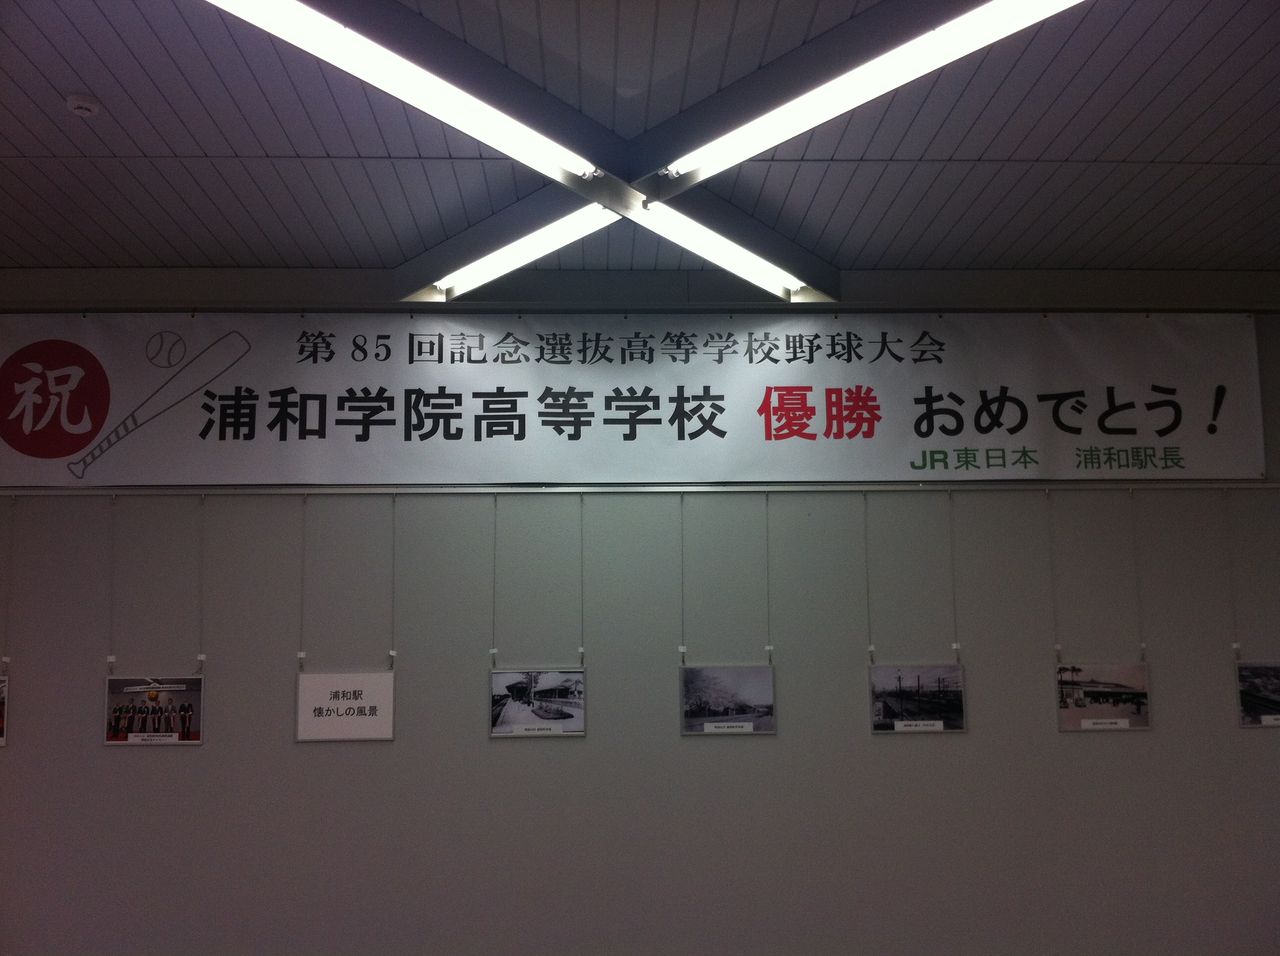 祝
第85回記念選抜高等学校野球大会
浦和学院高等学校 優勝 おめでとう！
JR東日本 浦和駅長
浦和駅
懐かしの風景